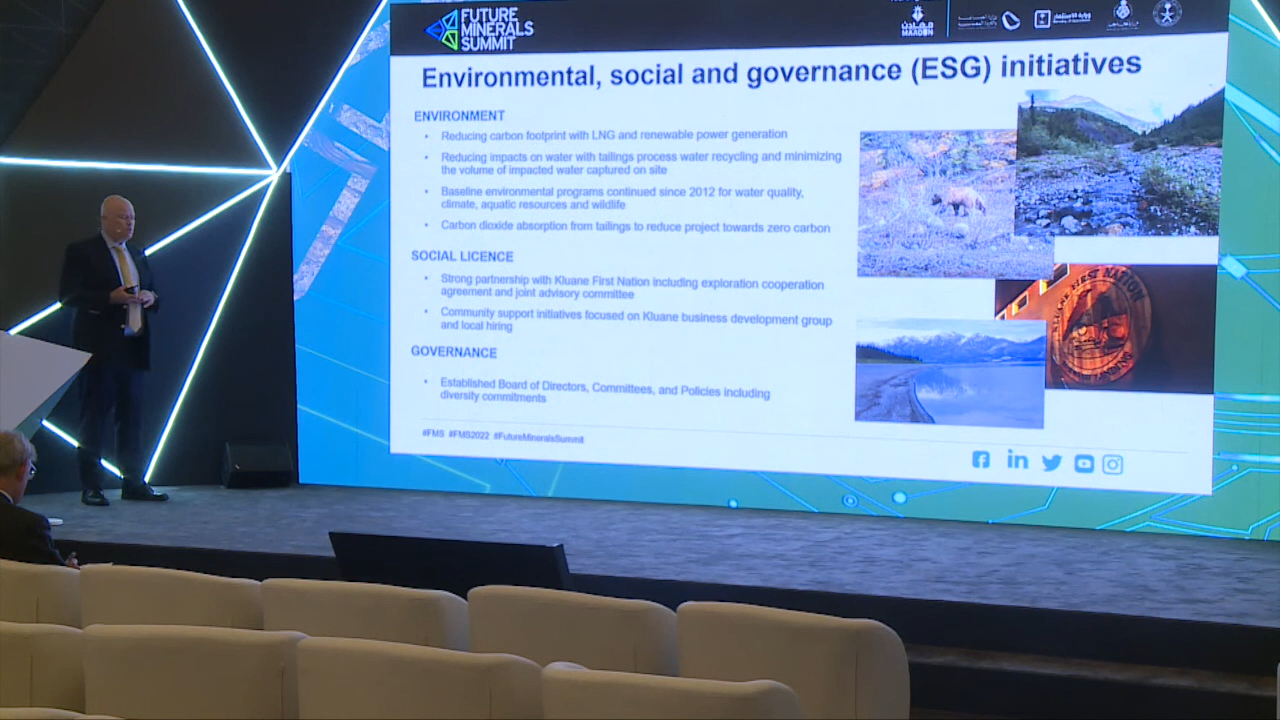 FUTURE
MINERALS
SUMMIT
معادن
MAADEN
وزارة الاستثمار
Environmental, social and governance (ESG) initiatives
ENVIRONMENT
• Reducing carbon footprint with LNG and renewable power generation
• Reducing impacts on water with tailings process water recycling and minimizing
the volume of impacted water captured on site
• Baseline environmental programs continued since 2012 for water quality,
climate, aquatic resources and wildlife
• Carbon dioxide absorption from tailings to reduce project towards zero carbon
SOCIAL LICENCE
• Strong partnership with Kluane First Nation including exploration cooperation
agreement and joint advisory committee
• Community support initiatives focused on Kluane business development group
and local hiring
GOVERNANCE
• Established Board of Directors, Committees, and Policies including
diversity commitments
#FMS #FMS2022 #FutureMineralsSummit